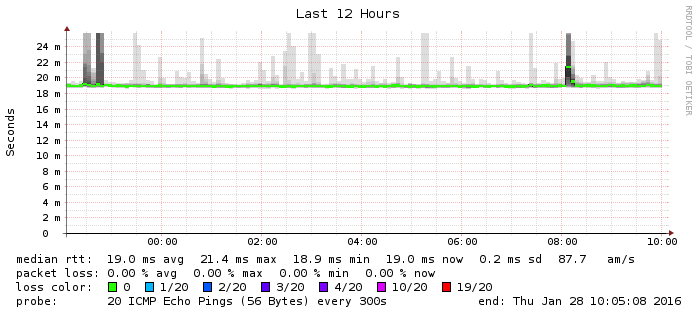 Last 12 Hours
RRDTOOL / TOBI OETIKER
Seconds
24 m
22 m
20 m
18 m
16 m
14 m
12 m
10 m
8 m
6 m
4 m
2 m
0
00:00 02:00 04:00 06:00 08:00 10:00
median rtt: 19.0 ms avg 21.4 ms max 18.9 ms min 19.0 ms now 0.2 ms sd 87.7 am/s
packet loss: 0.00 % avg 0.00 % max 0.00 % min 0.00 % now
loss color: 0 1/20 2/20 3/20 4/20 10/20 19/20
probe: 20 ICMP Echo Pings (56 Bytes) every 300s end: Thu Jan 28 10:05:08 2016